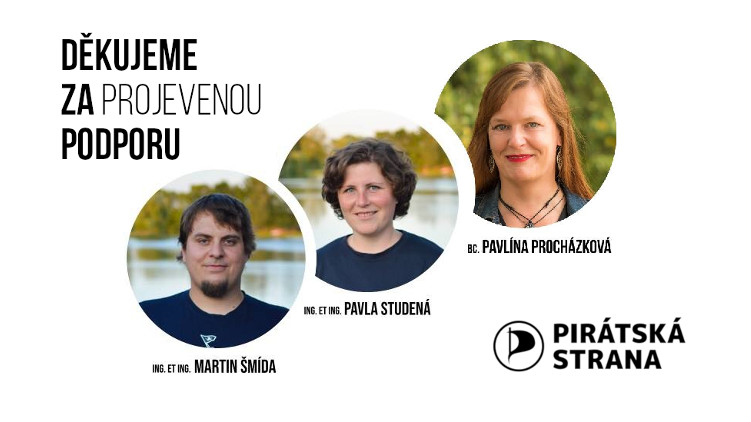 DĚKUJEME
ZA PROJEVENOU
PODPORU
BC. PAVLÍNA PROCHÁZKOVÁ
ING. ET ING. PAVLA STUDENÁ
ING. ET ING. MARTIN ŠMÍDA
PIRÁTSKÁ
STRANA